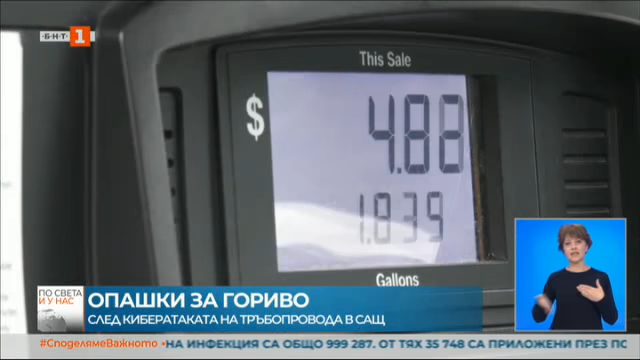 БНТ 1
This Sale
$ 4.88
1.839
Gallons
ПО СВЕТА
И У НАС
ОПАШКИ ЗА ГОРИВО
СЛЕД КИБЕРАТАКАТА НА ТРЪБОПРОВОДА В САЩ
#СподелямеВажното НА ИНФЕКЦИЯ СА ОБЩО 999 287. ОТ ТЯХ 35 748 СА ПРИЛОЖЕНИ ПРЕЗ ПО